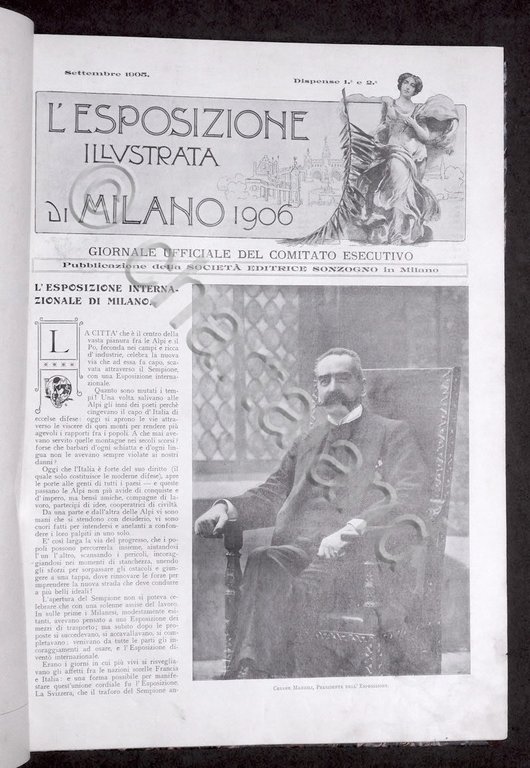 Settembre 1905.
Dispense 1.ª e 2.ª
L'ESPOSIZIONE
ILLVSTRATA
DI MILANO 1906
GIORNALE UFFICIALE DEL COMITATO ESECUTIVO
Pubblicazione della SOCIETÀ EDITRICE SONZOGNO in Milano
L'ESPOSIZIONE INTERNA-
ZIONALE DI MILANO.
LA CITTA' che è il centro della
vasta pianura fra le Alpi e il
Po, feconda nei campi e ricca
d'industrie, celebra la nuova
via che ad essa fu capo, sca-
vata attraverso il Sempione,
con una Esposizione interna-
zionale.
Quanto sono mutati i tem-
pi! Una volta salivano alle
Alpi gli inni dei poeti perchè
cingevano il capo d'Italia di
eccelse difese: oggi si aprono le vie attra-
verso le viscere di quei monti per rendere più
agevoli i rapporti fra i popoli. A che mai ave-
vano servito quelle montagne nei secoli scorsi?
forse che barbari d'ogni schiatta e d'ogni lin-
gua non le avevano sempre violate ai nostri
danni?
Oggi che l'Italia è forte del suo diritto (il
quale solo costituisce le moderne difese), apre
le porte alle genti di tutti i paesi — e queste
passano le Alpi non più avide di conquiste e
d'impero, ma bensì amiche, compagne di la-
voro, partecipi di idee, cooperatrici di civiltà.
Da una parte e dall'altra delle Alpi vi sono
mani che si stendono con desiderio, vi sono
cuori fatti per intendersi e anelanti a confon-
dere i loro palpiti in uno solo.
E' così larga la via del progresso, che i po-
poli possono percorrerla insieme, aiutandosi
l'un l'altro, scansando i pericoli, incorag-
giandosi nei momenti di stanchezza, unendo
gli sforzi per sorpassare gli ostacoli e giun-
gere a una tappa, dove rinnovare le forze per
imprendere la nuova strada che deve condurre
a più belli ideali!
L'apertura del Sempione non si poteva ce-
lebrare che con una solenne assise del lavoro.
In sulle prime i Milanesi, modestamente esi-
tanti, avevano pensato a una Esposizione dei
mezzi di trasporto; ma subito dopo le pro-
poste si succedevano, si accavallavano, si com-
pletavano: venivano da tutte le parti gli in-
coraggiamenti ad osare, e l'Esposizione di-
ventò internazionale.
Erano i giorni in cui più vivi si risveglia-
vano gli affetti fra le nazioni sorelle Francia
e Italia: e una forma possibile per manife-
stare quest'unione cordiale fu l'Esposizione.
La Svizzera, che il traforo del Sempione an-
CESARE MANGILI, PRESIDENTE DELL'ESPOSIZIONE.